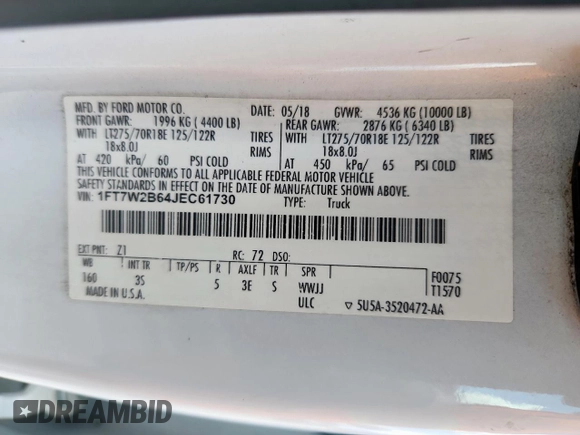 MFD. BY FORD MOTOR CO.
DATE: 05/18 GVWR: 4536 KG (10000 LB)
FRONT GAWR: 1996 KG ( 4400 LB) REAR GAWR: 2876 KG ( 6340 LB)
WITH LT275/70R18E 125/122R TIRES WITH LT275/70R18E 125/122R TIRES
18x8.0J RIMS 18x8.0J RIMS
AT 420 kPa/ 60 PSI COLD AT 450 kPa/ 65 PSI COLD
THIS VEHICLE CONFORMS TO ALL APPLICABLE FEDERAL MOTOR VEHICLE
SAFETY STANDARDS IN EFFECT ON THE DATE OF MANUFACTURE SHOWN ABOVE.
VIN: 1FT7W2B64JEC61730 TYPE: Truck
EXT PNT: Z1 RC: 72 DSO: F0075
WB INT TR TP/PS R AXLE TR SPR T1570
160 3S 5 3E S WWJJ
MADE IN U.S.A. ULC ▽ 5U5A-3520472-AA
DREAMBID